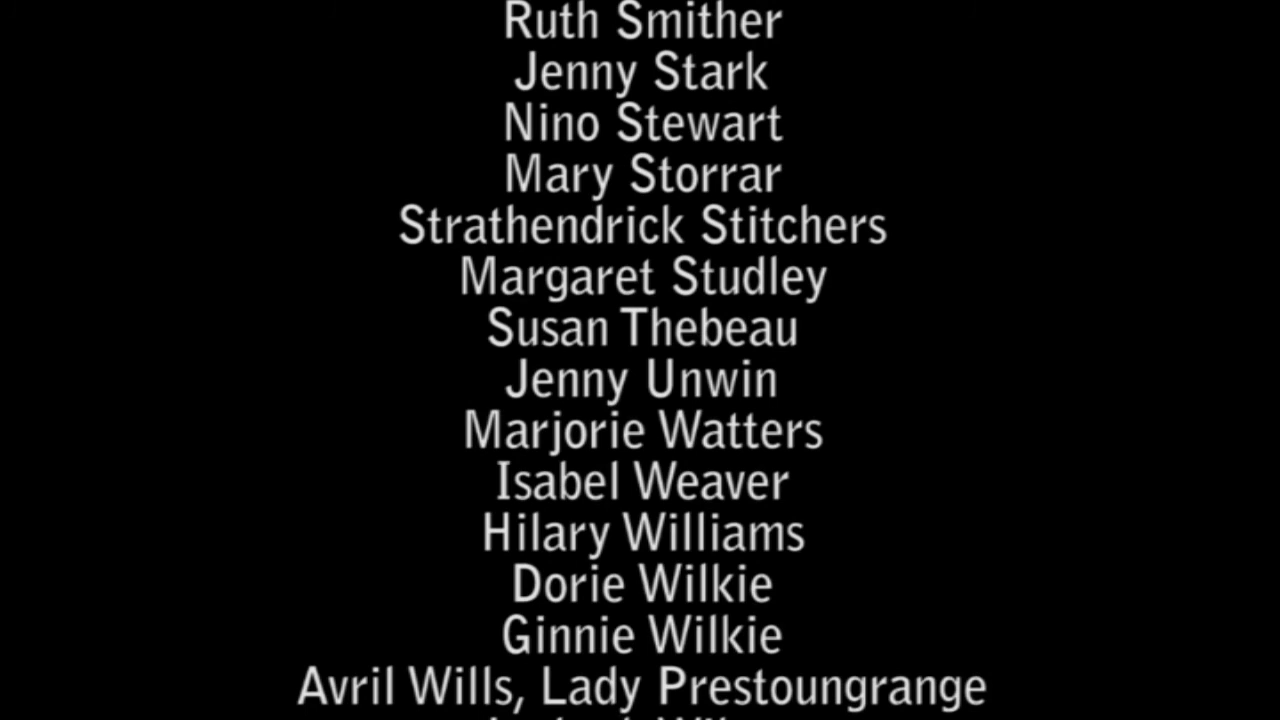 Ruth Smither
Jenny Stark
Nino Stewart
Mary Storrar
Strathendrick Stitchers
Margaret Studley
Susan Thebeau
Jenny Unwin
Marjorie Watters
Isabel Weaver
Hilary Williams
Dorie Wilkie
Ginnie Wilkie
Avril Wills, Lady Prestoungrange